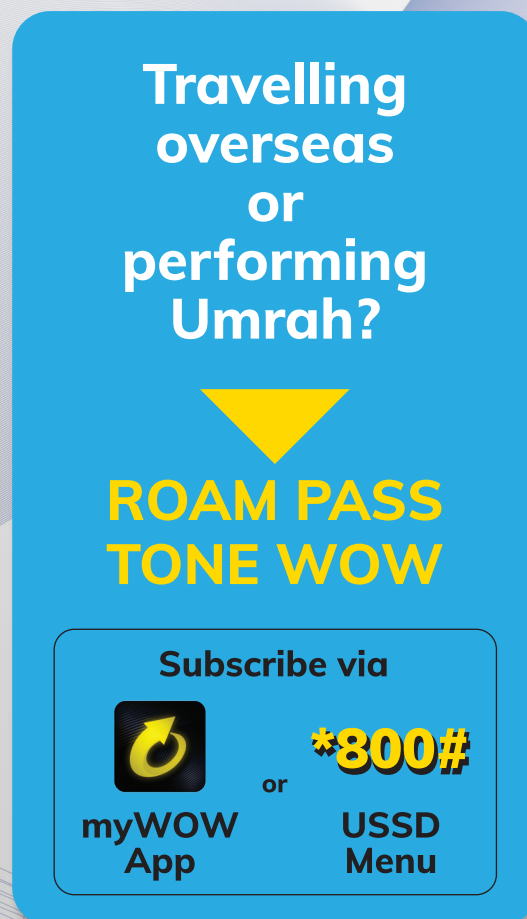 Travelling
overseas
or
performing
Umrah?
ROAM PASS
TONE WOW
Subscribe via
*800#
or
myWOW
App
USSD
Menu